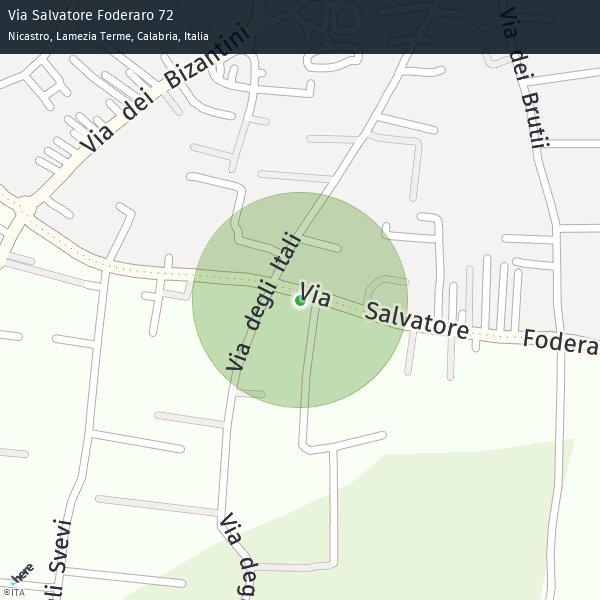 Via Salvatore Foderaro 72
Nicastro, Lamezia Terme, Calabria, Italia
Via dei Bizantini
Via dei Brutii
Via degli Itali
Via Salvatore Fodera
li Svevi
Via deg
here
©ITA